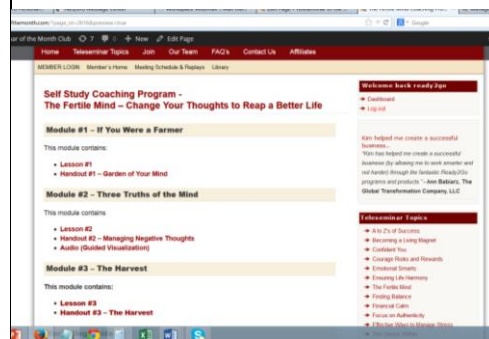 ar of the Month Club 7 0 + New Edit Page
Home Teleseminar Topics Join Our Team FAQ's Contact Us Affiliates
MEMBER LOGIN Member's Home Meeting Schedule & Replays Library
Self Study Coaching Program -
The Fertile Mind – Change Your Thoughts to Reap a Better Life
Module #1 – If You Were a Farmer
This module contains:
Lesson #1
Handout #1 – Garden of Your Mind
Module #2 – Three Truths of the Mind
This module contains
Lesson #2
Handout #2 – Managing Negative Thoughts
Audio (Guided Visualization)
Module #3 – The Harvest
This module contains:
Lesson #3
Handout #3 – The Harvest
Welcome back ready2go
Dashboard
Log out
Kim helped me create a successful
business...
"Kim has helped me create a successful
business (by allowing me to work smarter and
not harder) through the fantastic Ready2Go
programs and products." - Ann Babiarz, The
Global Transformation Company, LLC
Teleseminar Topics
A to Z's of Success
Becoming a Living Magnet
Confident You
Courage Risks and Rewards
Emotional Smarts
Ensuring Life Harmony
The Fertile Mind
Finding Balance
Financial Calm
Focus on Authenticity
Effective Ways to Manage Stress